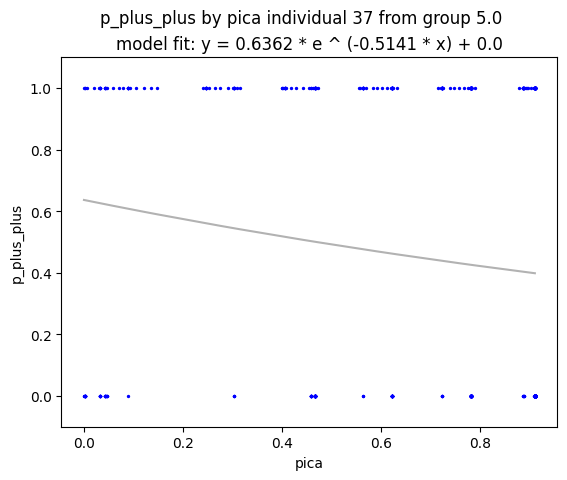 p_plus_plus by pica individual 37 from group 5.0
model fit: y = 0.6362 * e ^ (-0.5141 * x) + 0.0
1.0
0.8
0.6
0.4
0.2
0.0
p_plus_plus
0.0 0.2 0.4 0.6 0.8
pica